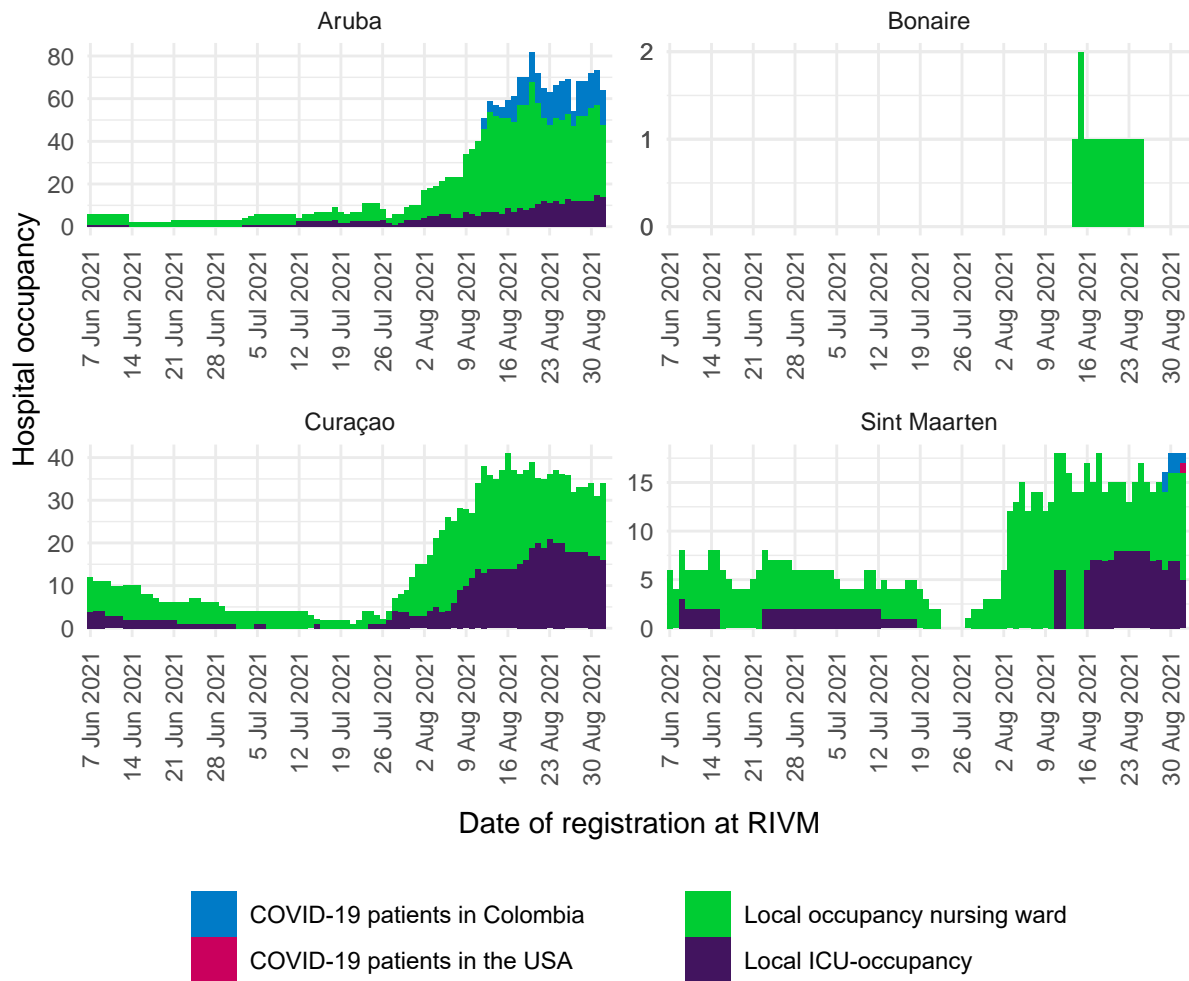 Aruba
Bonaire
80
60
40
20
0
2
1
0
7 Jun 2021
14 Jun 2021
21 Jun 2021
28 Jun 2021
5 Jul 2021
12 Jul 2021
19 Jul 2021
26 Jul 2021
2 Aug 2021
9 Aug 2021
16 Aug 2021
23 Aug 2021
30 Aug 2021
7 Jun 2021
14 Jun 2021
21 Jun 2021
28 Jun 2021
5 Jul 2021
12 Jul 2021
19 Jul 2021
26 Jul 2021
2 Aug 2021
9 Aug 2021
16 Aug 2021
23 Aug 2021
30 Aug 2021
Hospital occupancy
Curaçao
Sint Maarten
40
30
20
10
0
15
10
5
0
7 Jun 2021
14 Jun 2021
21 Jun 2021
28 Jun 2021
5 Jul 2021
12 Jul 2021
19 Jul 2021
26 Jul 2021
2 Aug 2021
9 Aug 2021
16 Aug 2021
23 Aug 2021
30 Aug 2021
7 Jun 2021
14 Jun 2021
21 Jun 2021
28 Jun 2021
5 Jul 2021
12 Jul 2021
19 Jul 2021
26 Jul 2021
2 Aug 2021
9 Aug 2021
16 Aug 2021
23 Aug 2021
30 Aug 2021
Date of registration at RIVM
COVID-19 patients in Colombia
COVID-19 patients in the USA
Local occupancy nursing ward
Local ICU-occupancy